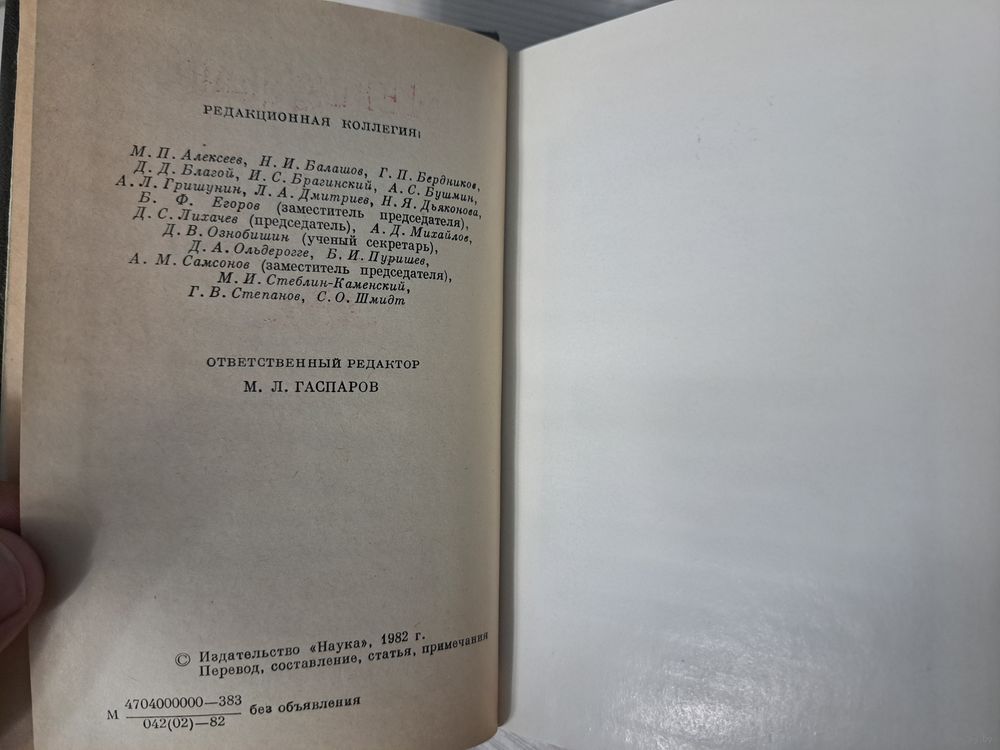 РЕДАКЦИОННАЯ КОЛЛЕГИЯ:
М. П. Алексеев, Н. И. Балашов, Г. П. Бердников,
Д. Д. Благой, И. С. Брагинский, А. С. Бушмин,
А. Л. Гришунин, Л. А. Дмитриев, Н. Я. Дьяконова,
Б. Ф. Егоров (заместитель председателя),
Д. С. Лихачев (председатель), А. Д. Михайлов,
Д. В. Ознобишин (ученый секретарь),
Д. А. Ольдерогге, Б. И. Пуришев,
А. М. Самсонов (заместитель председателя),
М. И. Стеблин-Каменский,
Г. В. Степанов, С. О. Шмидт
ОТВЕТСТВЕННЫЙ РЕДАКТОР
М. Л. ГАСПАРОВ
© Издательство «Наука», 1982 г.
Перевод, составление, статья, примечания
М 4704000000—383
042(02)—82 без объявления